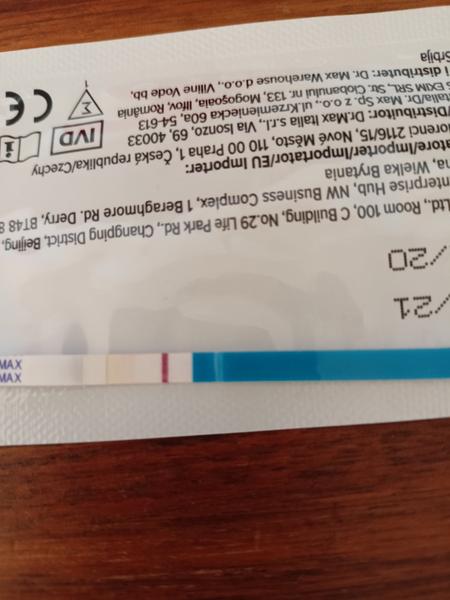 /21
/20
Ltd., Room 100, C Building, No.29 Life Park Rd., Changping District, Beijing,
Enterprise Hub, NW Business Complex, 1 Beraghmore Rd. Derry, BT48 8
Wielka Brytania
/Importer/Importator/Importatore/EU Importer:
2116/15, Nové Město, 110 00 Praha 1, Česká republika/Czechy
/Distributor: Dr.Max Italia s.r.l., Via Isonzo, 69, 40033
Italia/Dr. Max Sp. z o.o., ul. Krzemieniecka 60a, 54-613
EXIM SRL, Str. Ciobanului nr. 133, Mogoșoaia, Ilfov, România
i distributer: Dr. Max Warehouse d.o.o., Viline Vode bb,
Srbija
IVD
i
CE
1
MAX
MAX